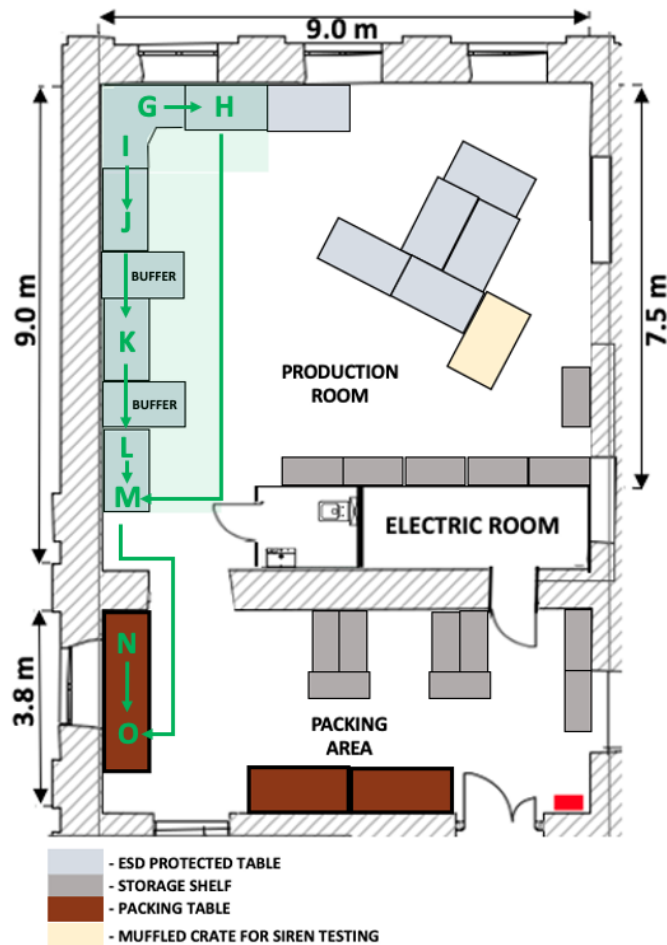 9.0 m
G H
I
J
BUFFER
K
BUFFER
L
M
9.0 m
7.5 m
PRODUCTION
ROOM
ELECTRIC ROOM
N
O
3.8 m
PACKING
AREA
- ESD PROTECTED TABLE
- STORAGE SHELF
- PACKING TABLE
- MUFFLED CRATE FOR SIREN TESTING